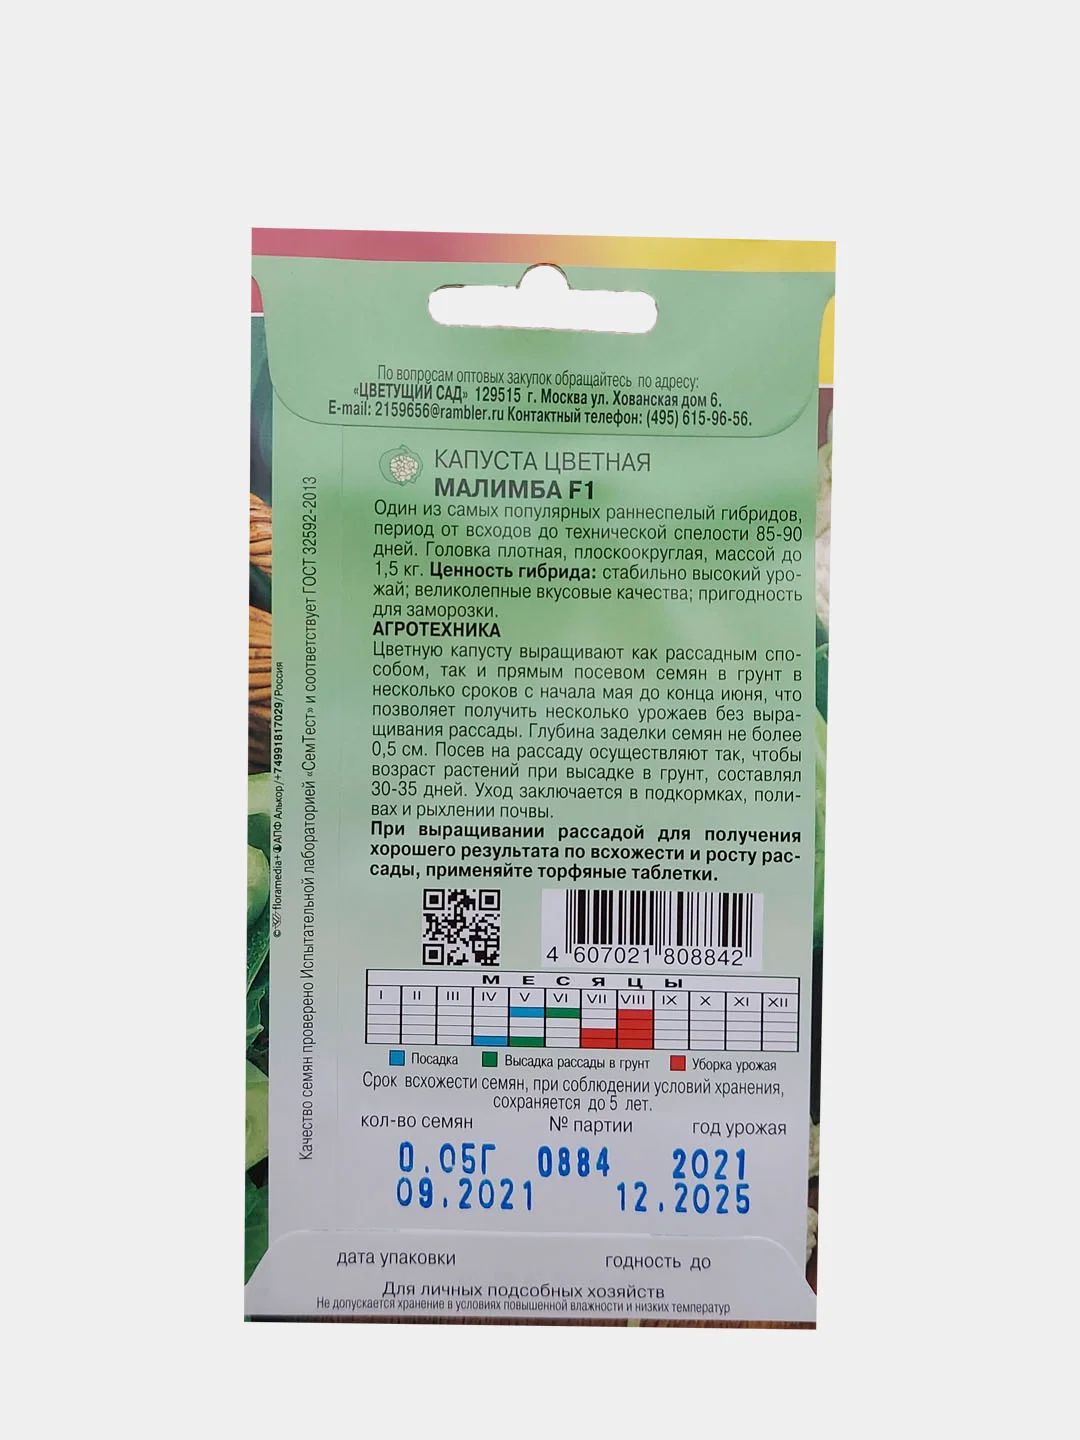 По вопросам оптовых закупок обращайтесь по адресу:
«ЦВЕТУЩИЙ САД» 129515 г. Москва ул. Хованская дом 6.
E-mail: 2159656@rambler.ru Контактный телефон: (495) 615-96-56.
КАПУСТА ЦВЕТНАЯ
МАЛИМБА F1
Один из самых популярных раннеспелый гибридов,
период от всходов до технической спелости 85-90
дней. Головка плотная, плоскоокруглая, массой до
1,5 кг. Ценность гибрида: стабильно высокий уро-
жай; великолепные вкусовые качества; пригодность
для заморозки.
АГРОТЕХНИКА
Цветную капусту выращивают как рассадным спо-
собом, так и прямым посевом семян в грунт в
несколько сроков с начала мая до конца июня, что
позволяет получить несколько урожаев без выра-
щивания рассады. Глубина заделки семян не более
0,5 см. Посев на рассаду осуществляют так, чтобы
возраст растений при высадке в грунт, составлял
30-35 дней. Уход заключается в подкормках, поли-
вах и рыхлении почвы.
При выращивании рассадой для получения
хорошего результата по всхожести и росту рас-
сады, применяйте торфяные таблетки.
4 607021 808842
МЕСЯЦЫ
I II III IV V VI VII VIII IX X XI XII
Посадка Высадка рассады в грунт Уборка урожая
Срок всхожести семян, при соблюдении условий хранения,
сохраняется до 5 лет.
кол-во семян № партии год урожая
0.05Г 0884 2021
09.2021 12.2025
дата упаковки годность до
Для личных подсобных хозяйств
Не допускается хранение в условиях повышенной влажности и низких температур
Качество семян проверено Испытательной лабораторией «СемТест» и соответствует ГОСТ 32592-2013
© floramedia+ АПФ Алькор/+74991817029/Россия